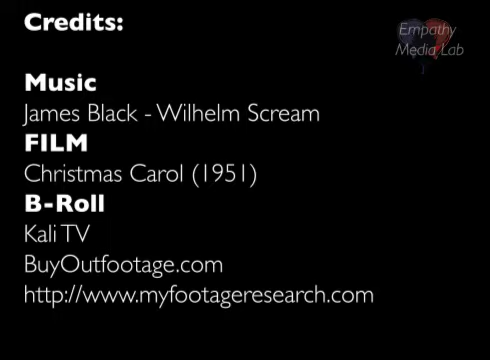 Credits:
Empathy
Media Lab
Music
James Black - Wilhelm Scream
FILM
Christmas Carol (1951)
B-Roll
Kali TV
BuyOutfootage.com
http://www.myfootageresearch.com